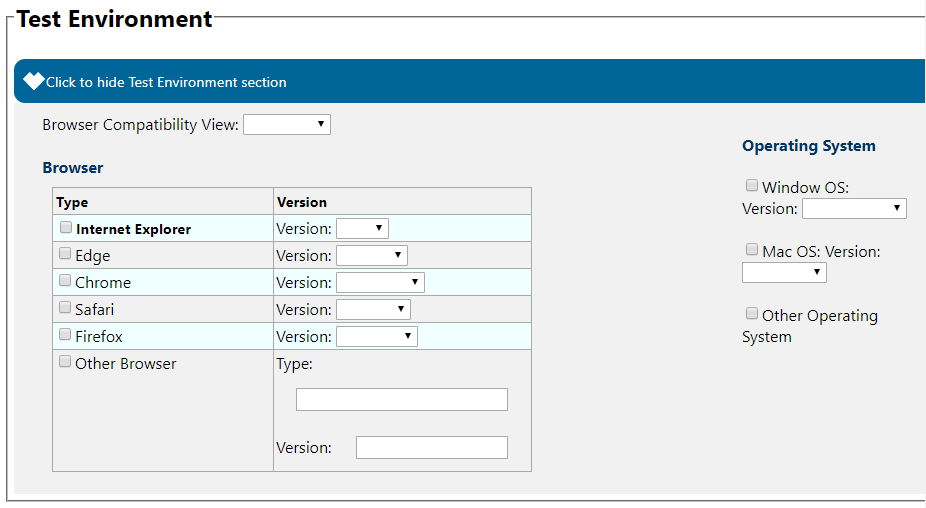 Test Environment
Click to hide Test Environment section
Browser Compatibility View:
Browser
Type Version
Internet Explorer Version:
Edge Version:
Chrome Version:
Safari Version:
Firefox Version:
Other Browser Type:
Version:
Operating System
Window OS:
Version:
Mac OS: Version:
Other Operating
System